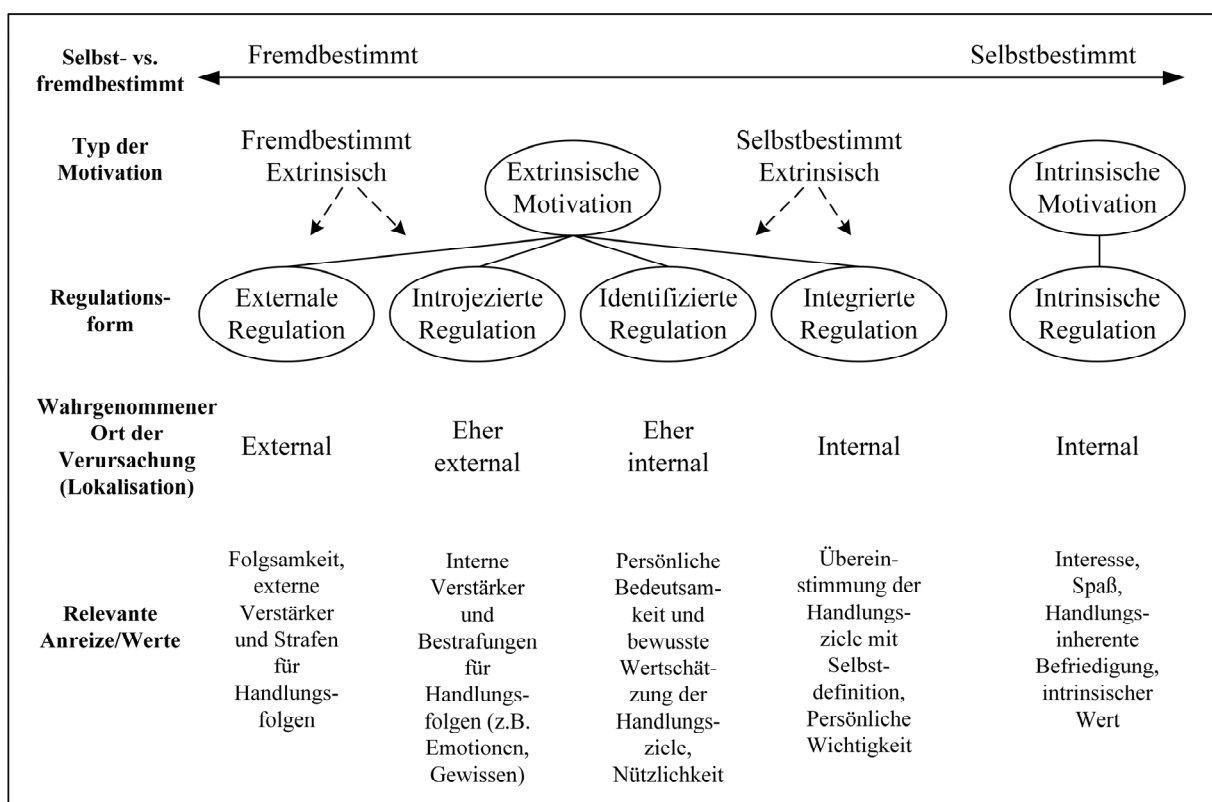 Selbst- vs.
fremdbestimmt
Fremdbestimmt
Selbstbestimmt
Typ der
Motivation
Fremdbestimmt
Extrinsisch
Extrinsische
Motivation
Selbstbestimmt
Extrinsisch
Intrinsische
Motivation
Regulations-
form
Externale
Regulation
Introjezierte
Regulation
Identifizierte
Regulation
Integrierte
Regulation
Intrinsische
Regulation
Wahrgenommener
Ort der
Verursachung
(Lokalisation)
External
Eher
external
Eher
internal
Internal
Internal
Relevante
Anreize/Werte
Folgsamkeit,
externe
Verstärker
und Strafen
für
Handlungs-
folgen
Interne
Verstärker
und
Bestrafungen
für
Handlungs-
folgen (z.B.
Emotionen,
Gewissen)
Persönliche
Bedeutsam-
keit und
bewusste
Wertschät-
zung der
Handlungs-
ziele,
Nützlichkeit
Überein-
stimmung der
Handlungs-
ziele mit
Selbst-
definition,
Persönliche
Wichtigkeit
Interesse,
Spaß,
Handlungs-
inherente
Befriedigung,
intrinsischer
Wert